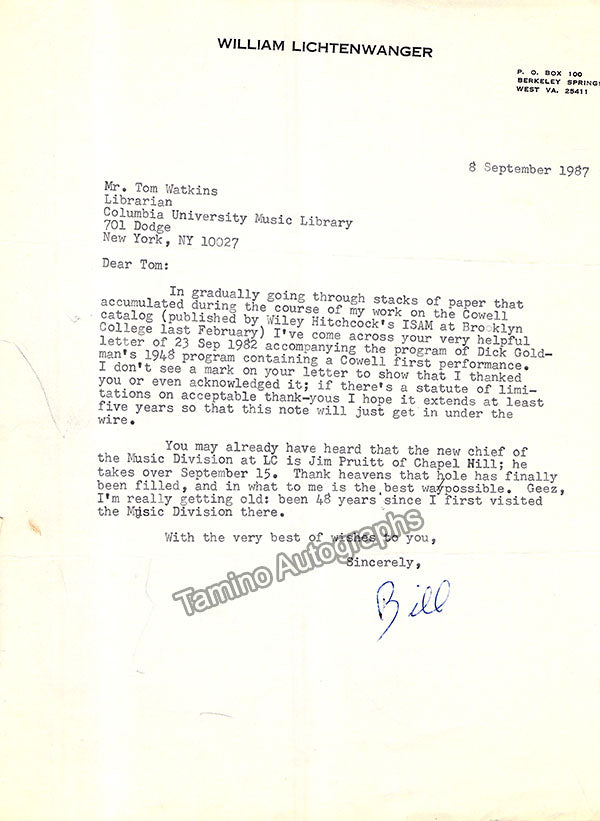 WILLIAM LICHTENWANGER
P. O. BOX 100
BERKELEY SPRINGS
WEST VA. 25411
8 September 1987
Mr. Tom Watkins
Librarian
Columbia University Music Library
701 Dodge
New York, NY 10027
Dear Tom:
In gradually going through stacks of paper that
accumulated during the course of my work on the Cowell
catalog (published by Wiley Hitchcock's ISAM at Brooklyn
College last February) I've come across your very helpful
letter of 23 Sep 1982 accompanying the program of Dick Gold-
man's 1948 program containing a Cowell first performance.
I don't see a mark on your letter to show that I thanked
you or even acknowledged it; if there's a statute of limi-
tations on acceptable thank-yous I hope it extends at least
five years so that this note will just get in under the
wire.
You may already have heard that the new chief of
the Music Division at LC is Jim Pruitt of Chapel Hill; he
takes over September 15. Thank heavens that hole has finally
been filled, and in what to me is the best way possible. Geez,
I'm really getting old: been 48 years since I first visited
the Music Division there.
With the very best of wishes to you,
Sincerely,
Bill
Tamino Autographs